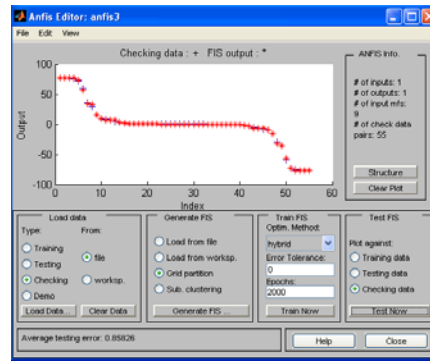 Anfis Editor: anfis3
File Edit View
Checking data : + FIS output : *
100
50
0
-50
-100
Output
0 10 20 30 40 50 60
Index
ANFIS Info.
# of inputs: 1
# of outputs: 1
# of input mfs:
9
# of check data
pairs: 55
Structure
Clear Plot
Load data
Type: From:
Training
Testing
Checking
Demo
file
worksp.
Load Data... Clear Data
Generate FIS
Load from file
Load from worksp.
Grid partition
Sub. clustering
Generate FIS ...
Train FIS
Optim. Method:
hybrid
Error Tolerance:
0
Epochs:
2000
Train Now
Test FIS
Plot against:
Training data
Testing data
Checking data
Test Now
Average testing error: 0.85826
Help Close